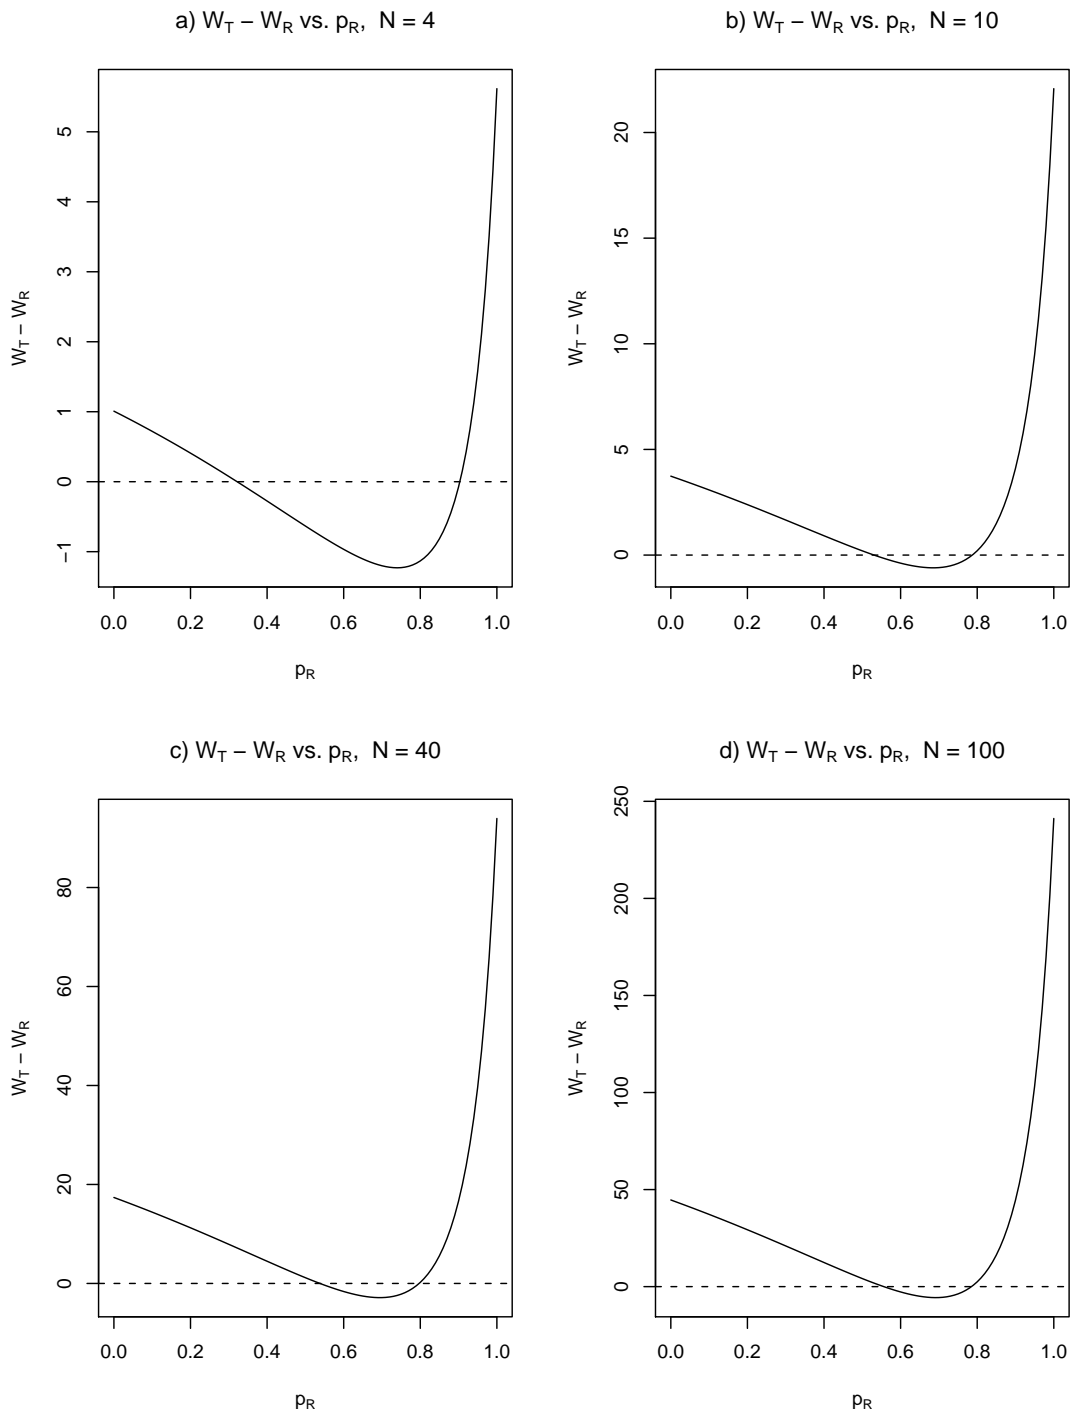 a) W_T − W_R vs. p_R, N = 4
5
4
3
2
1
0
−1
W_T − W_R
0.0 0.2 0.4 0.6 0.8 1.0
p_R
b) W_T − W_R vs. p_R, N = 10
20
15
10
5
0
W_T − W_R
0.0 0.2 0.4 0.6 0.8 1.0
p_R
c) W_T − W_R vs. p_R, N = 40
80
60
40
20
0
W_T − W_R
0.0 0.2 0.4 0.6 0.8 1.0
p_R
d) W_T − W_R vs. p_R, N = 100
250
200
150
100
50
0
W_T − W_R
0.0 0.2 0.4 0.6 0.8 1.0
p_R